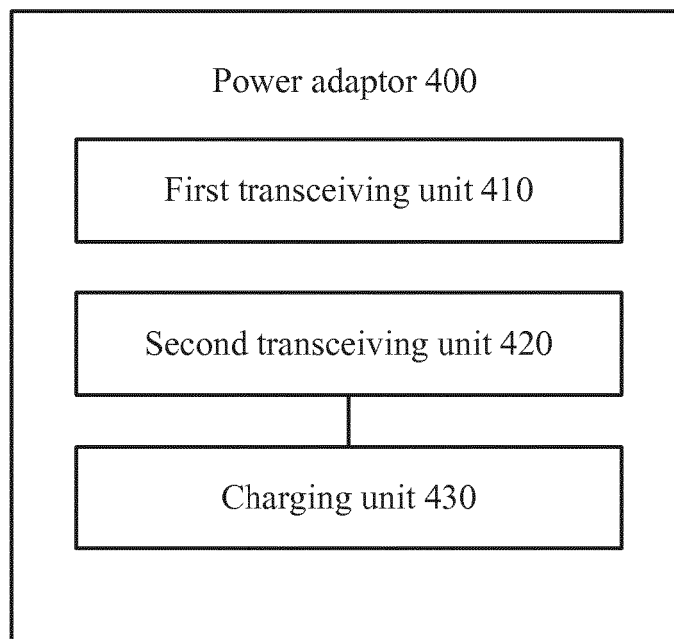 Power adaptor 400
First transceiving unit 410
Second transceiving unit 420
Charging unit 430